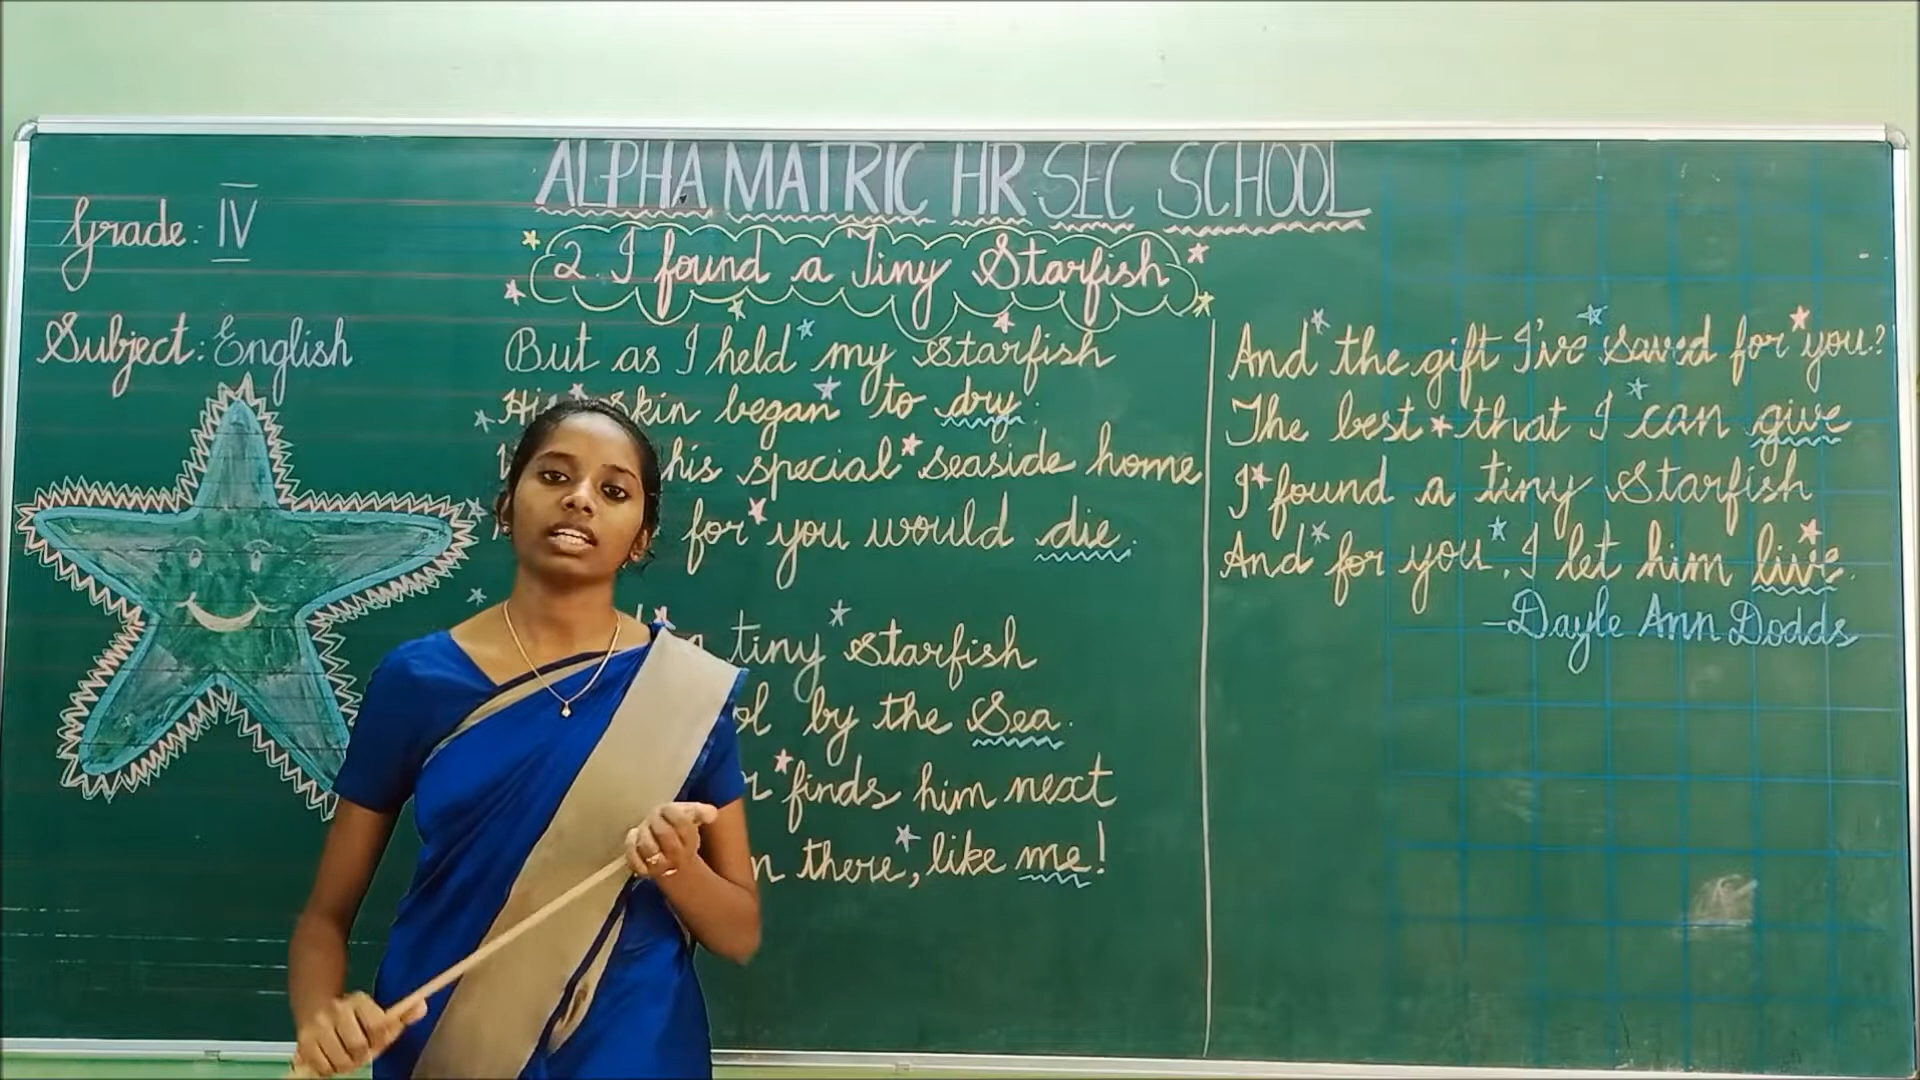 ALPHA MATRIC HR. SEC SCHOOL
Grade: IV
Subject: English
2. I found a Tiny Starfish
But as I held my starfish
His skin began to dry.
his special seaside home
for you would die.
tiny starfish
by the Sea.
finds him next
there, like me!
And the gift I've saved for you?
The best that I can give
I found a tiny starfish
And for you, I let him live.
-Dayle Ann Dodds